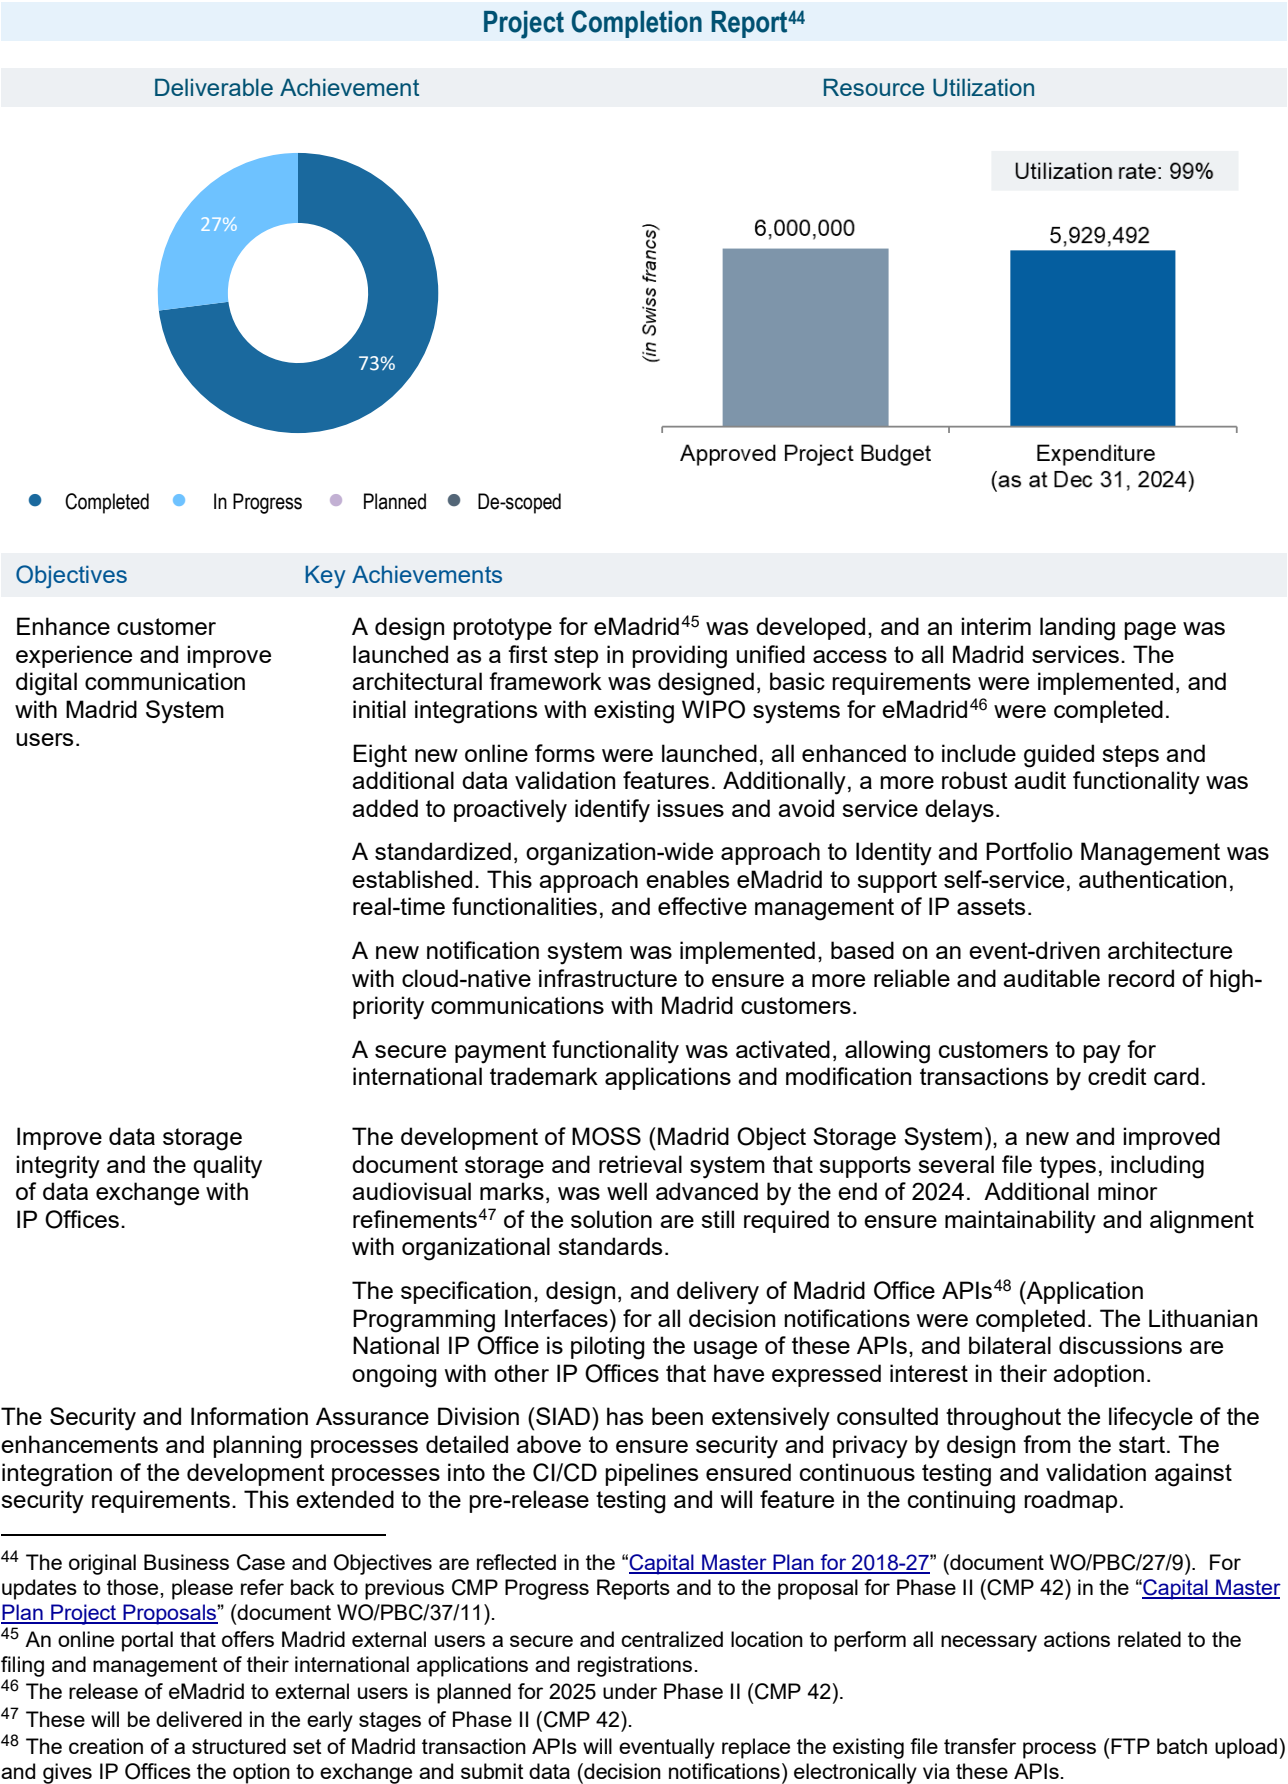 Project Completion Report44
Deliverable Achievement
Resource Utilization
27%
73%
Completed
In Progress
Planned
De-scoped
Utilization rate: 99%
(in Swiss francs)
6,000,000
5,929,492
Approved Project Budget
Expenditure
(as at Dec 31, 2024)
Objectives
Key Achievements
Enhance customer
experience and improve
digital communication
with Madrid System
users.
A design prototype for eMadrid45 was developed, and an interim landing page was
launched as a first step in providing unified access to all Madrid services. The
architectural framework was designed, basic requirements were implemented, and
initial integrations with existing WIPO systems for eMadrid46 were completed.
Eight new online forms were launched, all enhanced to include guided steps and
additional data validation features. Additionally, a more robust audit functionality was
added to proactively identify issues and avoid service delays.
A standardized, organization-wide approach to Identity and Portfolio Management was
established. This approach enables eMadrid to support self-service, authentication,
real-time functionalities, and effective management of IP assets.
A new notification system was implemented, based on an event-driven architecture
with cloud-native infrastructure to ensure a more reliable and auditable record of high-
priority communications with Madrid customers.
A secure payment functionality was activated, allowing customers to pay for
international trademark applications and modification transactions by credit card.
Improve data storage
integrity and the quality
of data exchange with
IP Offices.
The development of MOSS (Madrid Object Storage System), a new and improved
document storage and retrieval system that supports several file types, including
audiovisual marks, was well advanced by the end of 2024.  Additional minor
refinements47 of the solution are still required to ensure maintainability and alignment
with organizational standards.
The specification, design, and delivery of Madrid Office APIs48 (Application
Programming Interfaces) for all decision notifications were completed. The Lithuanian
National IP Office is piloting the usage of these APIs, and bilateral discussions are
ongoing with other IP Offices that have expressed interest in their adoption.
The Security and Information Assurance Division (SIAD) has been extensively consulted throughout the lifecycle of the
enhancements and planning processes detailed above to ensure security and privacy by design from the start. The
integration of the development processes into the CI/CD pipelines ensured continuous testing and validation against
security requirements. This extended to the pre-release testing and will feature in the continuing roadmap.
44 The original Business Case and Objectives are reflected in the “Capital Master Plan for 2018-27” (document WO/PBC/27/9).  For
updates to those, please refer back to previous CMP Progress Reports and to the proposal for Phase II (CMP 42) in the “Capital Master
Plan Project Proposals” (document WO/PBC/37/11).
45 An online portal that offers Madrid external users a secure and centralized location to perform all necessary actions related to the
filing and management of their international applications and registrations.
46 The release of eMadrid to external users is planned for 2025 under Phase II (CMP 42).
47 These will be delivered in the early stages of Phase II (CMP 42).
48 The creation of a structured set of Madrid transaction APIs will eventually replace the existing file transfer process (FTP batch upload)
and gives IP Offices the option to exchange and submit data (decision notifications) electronically via these APIs.